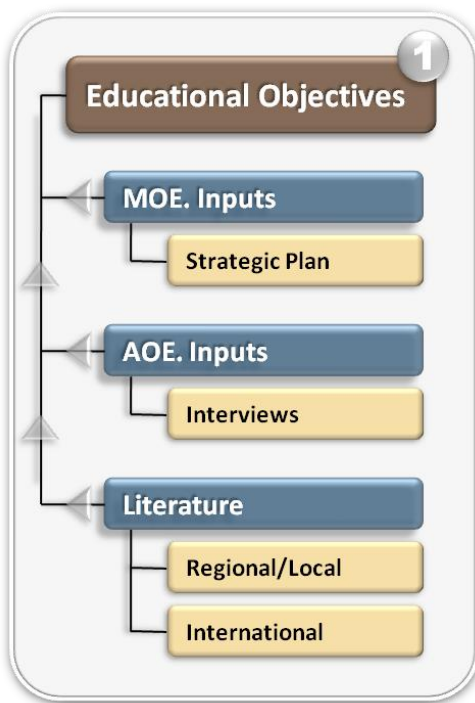 1
Educational Objectives
MOE. Inputs
Strategic Plan
AOE. Inputs
Interviews
Literature
Regional/Local
International